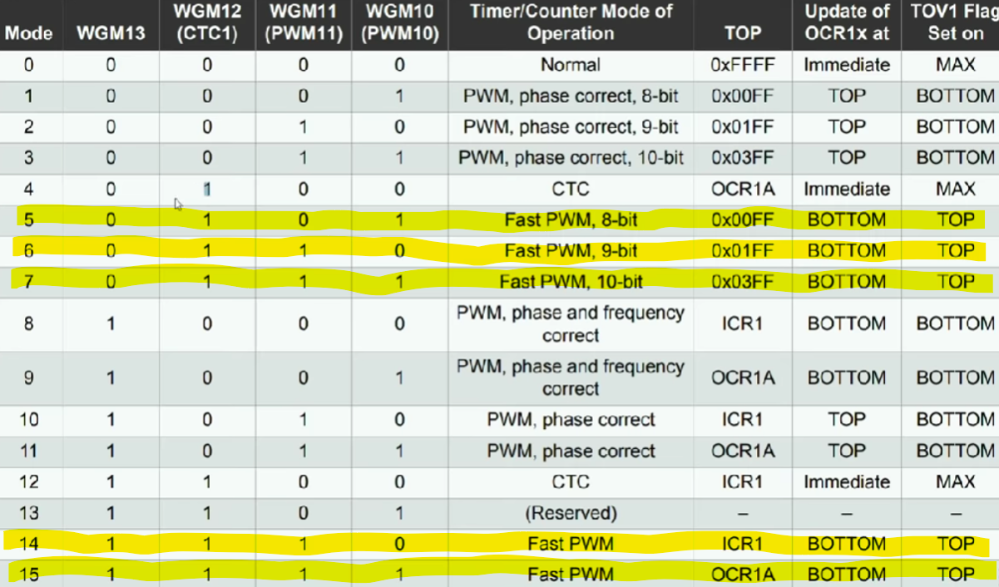 Mode WGM13 WGM12 (CTC1) WGM11 (PWM11) WGM10 (PWM10) Timer/Counter Mode of Operation TOP Update of OCR1x at TOV1 Flag Set on
0 0 0 0 0 Normal 0xFFFF Immediate MAX
1 0 0 0 1 PWM, phase correct, 8-bit 0x00FF TOP BOTTOM
2 0 0 1 0 PWM, phase correct, 9-bit 0x01FF TOP BOTTOM
3 0 0 1 1 PWM, phase correct, 10-bit 0x03FF TOP BOTTOM
4 0 1 0 0 CTC OCR1A Immediate MAX
5 0 1 0 1 Fast PWM, 8-bit 0x00FF BOTTOM TOP
6 0 1 1 0 Fast PWM, 9-bit 0x01FF BOTTOM TOP
7 0 1 1 1 Fast PWM, 10-bit 0x03FF BOTTOM TOP
8 1 0 0 0 PWM, phase and frequency correct ICR1 BOTTOM BOTTOM
9 1 0 0 1 PWM, phase and frequency correct OCR1A BOTTOM BOTTOM
10 1 0 1 0 PWM, phase correct ICR1 TOP BOTTOM
11 1 0 1 1 PWM, phase correct OCR1A TOP BOTTOM
12 1 1 0 0 CTC ICR1 Immediate MAX
13 1 1 0 1 (Reserved) – – –
14 1 1 1 0 Fast PWM ICR1 BOTTOM TOP
15 1 1 1 1 Fast PWM OCR1A BOTTOM TOP